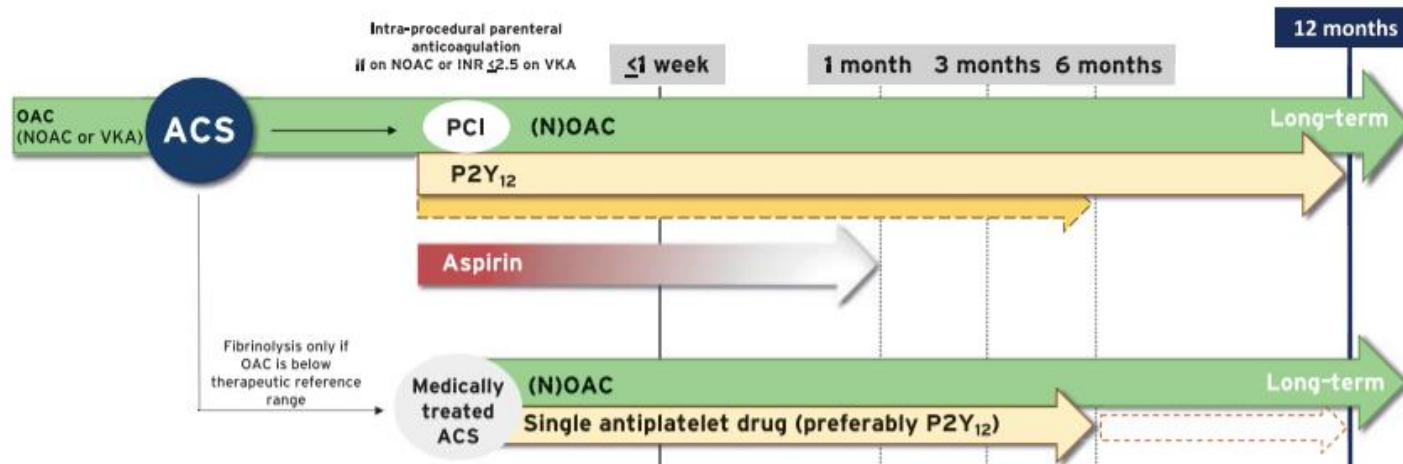 Intra-procedural parenteral
anticoagulation
if on NOAC or INR ≤2.5 on VKA
≤1 week
1 month
3 months
6 months
12 months
OAC
(NOAC or VKA)
ACS
PCI
(N)OAC
Long-term
P2Y₁₂
Aspirin
Fibrinolysis only if
OAC is below
therapeutic reference
range
Medically
treated
ACS
(N)OAC
Long-term
Single antiplatelet drug (preferably P2Y₁₂)